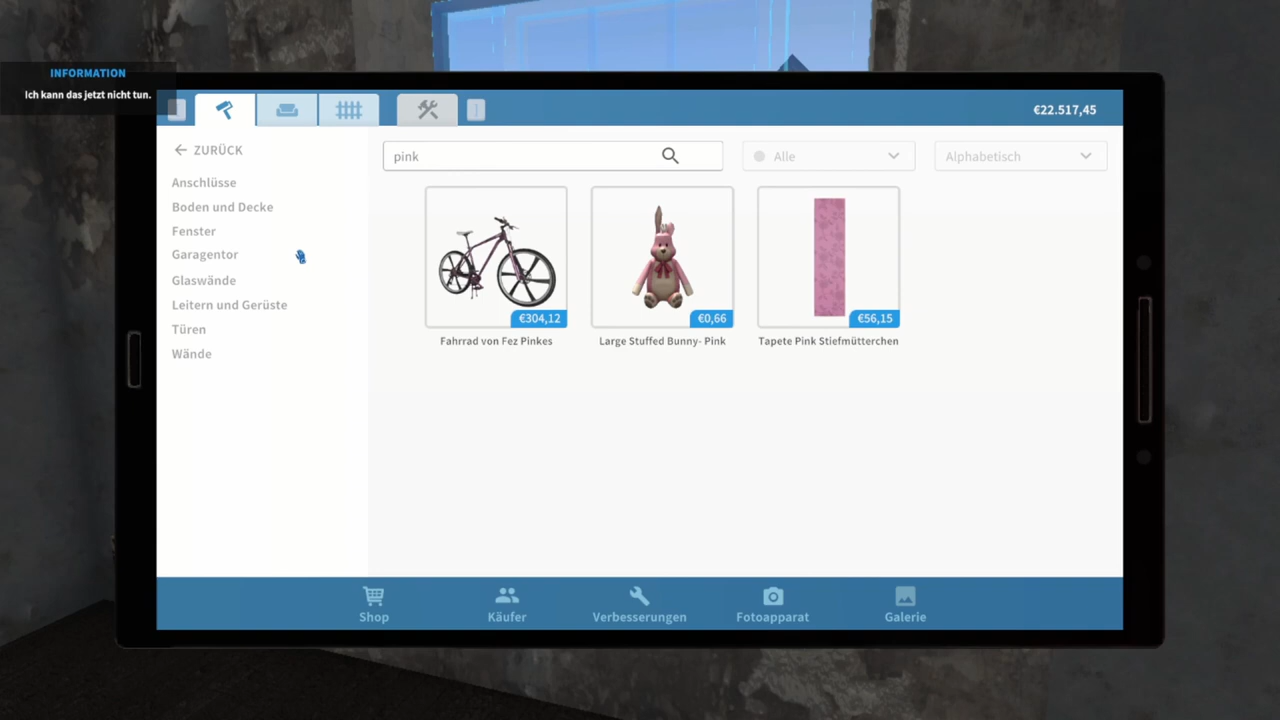 INFORMATION
Ich kann das jetzt nicht tun.
€22.517,45
ZURÜCK
pink
Alle
Alphabetisch
Anschlüsse
Boden und Decke
Fenster
Garagentor
Glaswände
Leitern und Gerüste
Türen
Wände
€304,12
€0,66
€56,15
Fahrrad von Fez Pinkes
Large Stuffed Bunny- Pink
Tapete Pink Stiefmütterchen
Shop
Käufer
Verbesserungen
Fotoapparat
Galerie